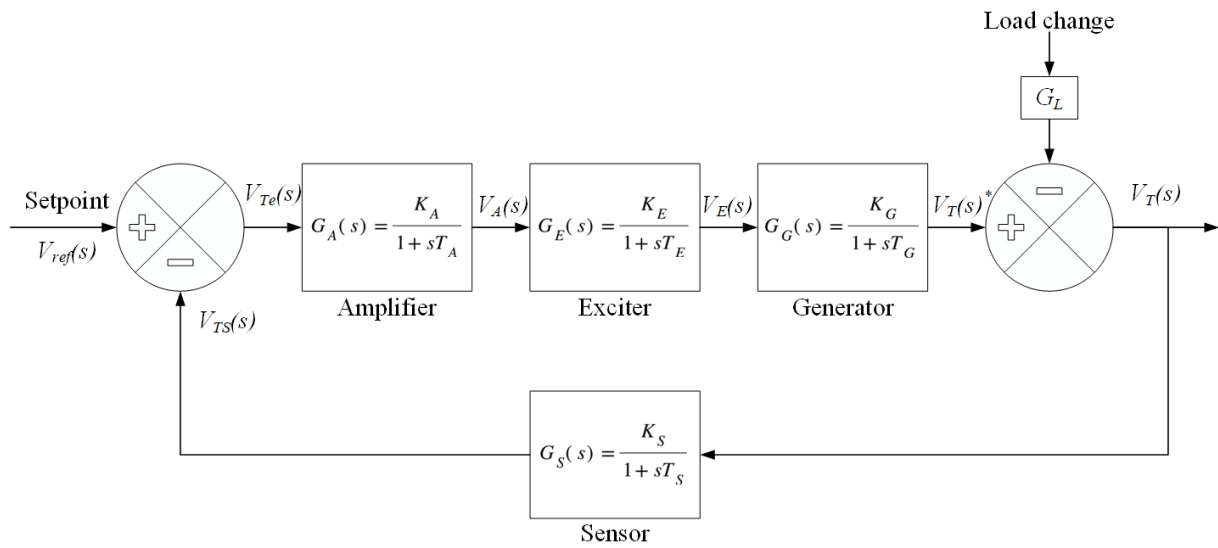 Load change
G_L
Setpoint
V_ref(s)
V_Te(s)
G_A(s) = K_A / (1 + sT_A)
Amplifier
V_A(s)
G_E(s) = K_E / (1 + sT_E)
Exciter
V_E(s)
G_G(s) = K_G / (1 + sT_G)
Generator
V_T(s)*
V_T(s)
V_TS(s)
G_S(s) = K_S / (1 + sT_S)
Sensor